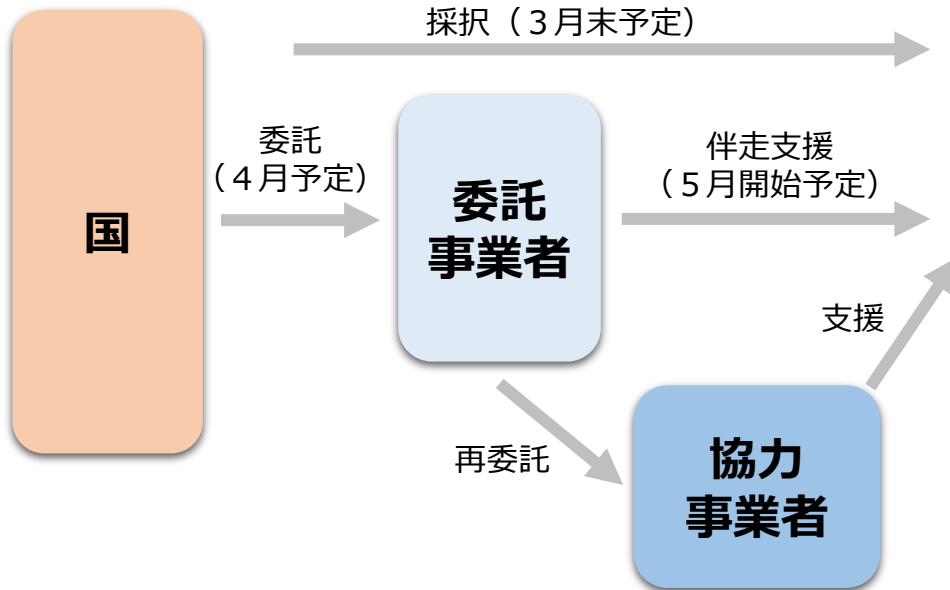 採択（３月末予定）
委託
（４月予定）
伴走支援
（５月開始予定）
国
委託
事業者
支援
再委託
協力
事業者